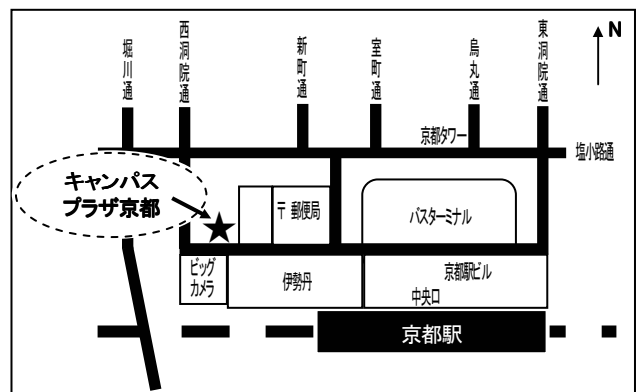 堀川通
西洞院通
新町通
室町通
烏丸通
東洞院通
N
京都タワー
塩小路通
キャンパス
プラザ京都
〒 郵便局
バスターミナル
ビッグ
カメラ
伊勢丹
京都駅ビル
中央口
京都駅